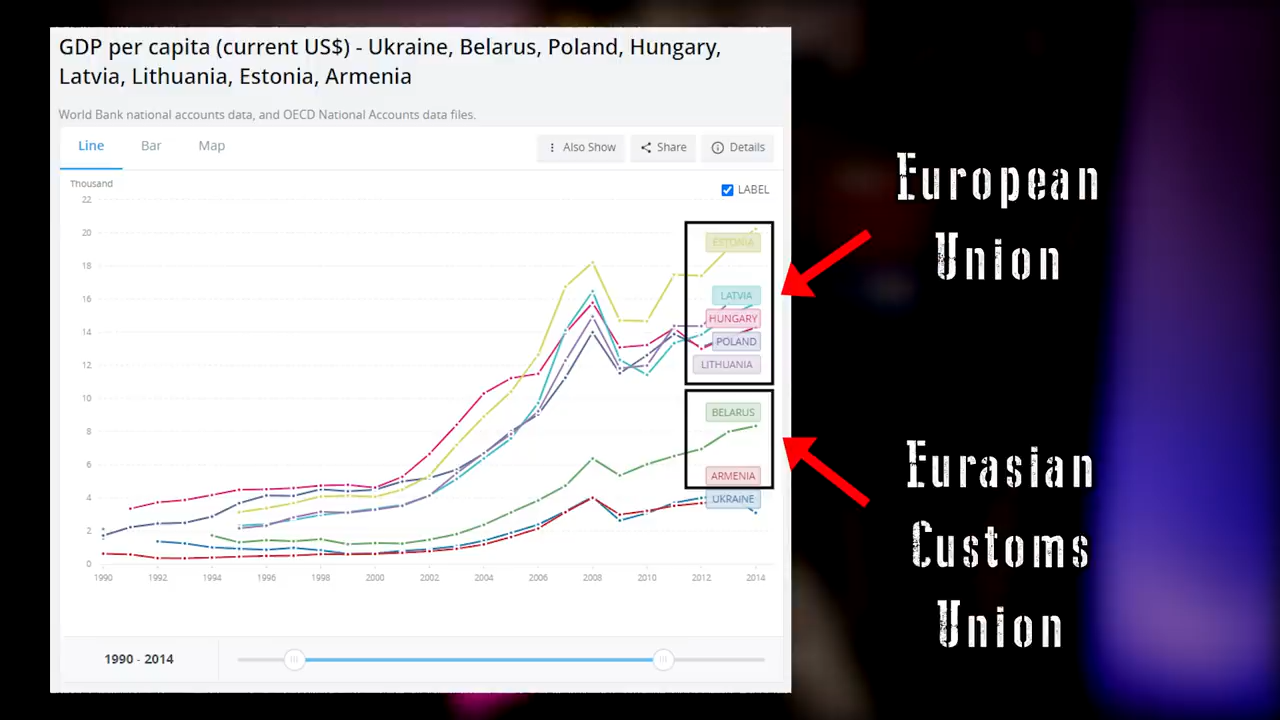 GDP per capita (current US$) - Ukraine, Belarus, Poland, Hungary,
Latvia, Lithuania, Estonia, Armenia
World Bank national accounts data, and OECD National Accounts data files.
Line Bar Map Also Show Share Details
Thousand
LABEL
22
20
18
16
14
12
10
8
6
4
2
0
ESTONIA
LATVIA
HUNGARY
POLAND
LITHUANIA
BELARUS
ARMENIA
UKRAINE
1990 1992 1994 1996 1998 2000 2002 2004 2006 2008 2010 2012 2014
1990 - 2014
European
Union
Eurasian
Customs
Union